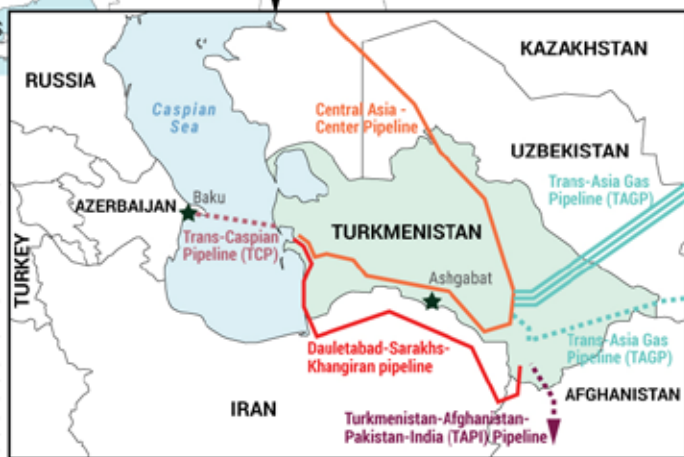 S
KAZAKHSTAN
RUSSIA
Caspian
Sea
Central Asia -
Center Pipeline
UZBEKISTAN
Trans-Asia Gas
Pipeline (TAGP)
Baku
AZERBAIJAN
TURKMENISTAN
Trans-Caspian
Pipeline (TCP)
TURKEY
Ashgabat
Dauletabad-Sarakhs-
Khangiran pipeline
Trans-Asia Gas
Pipeline (TAGP)
AFGHANISTAN
IRAN
Turkmenistan-Afghanistan-
Pakistan-India (TAPI) Pipeline